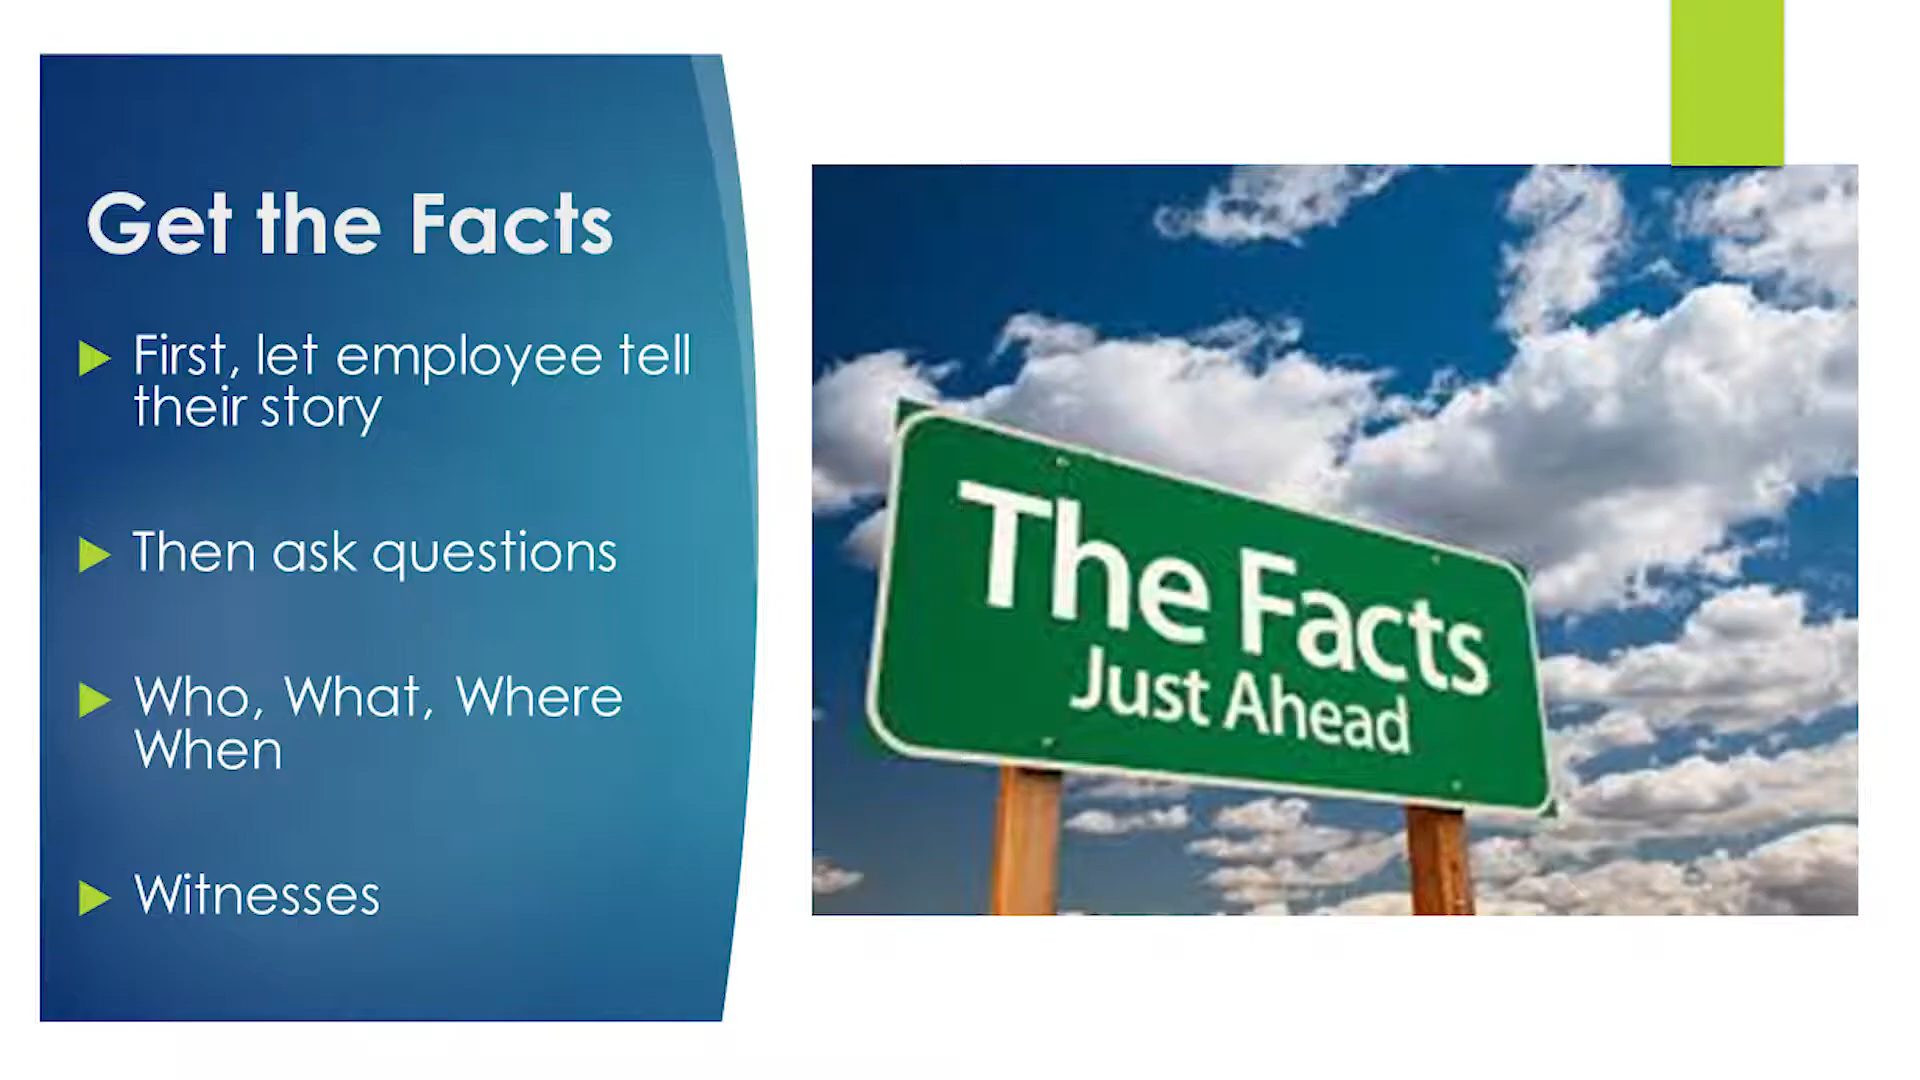 Get the Facts
First, let employee tell
their story
Then ask questions
Who, What, Where
When
Witnesses
The Facts
Just Ahead